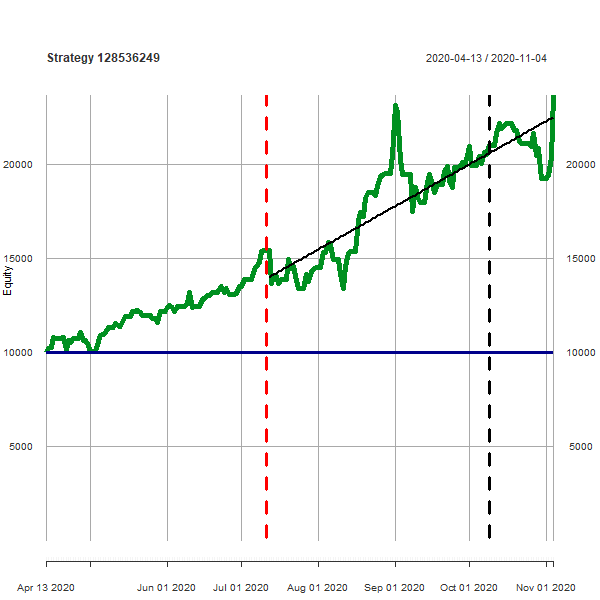 Strategy 128536249
2020-04-13 / 2020-11-04
Equity
20000
20000
15000
15000
10000
10000
5000
5000
Apr 13 2020
Jun 01 2020
Jul 01 2020
Aug 01 2020
Sep 01 2020
Oct 01 2020
Nov 01 2020